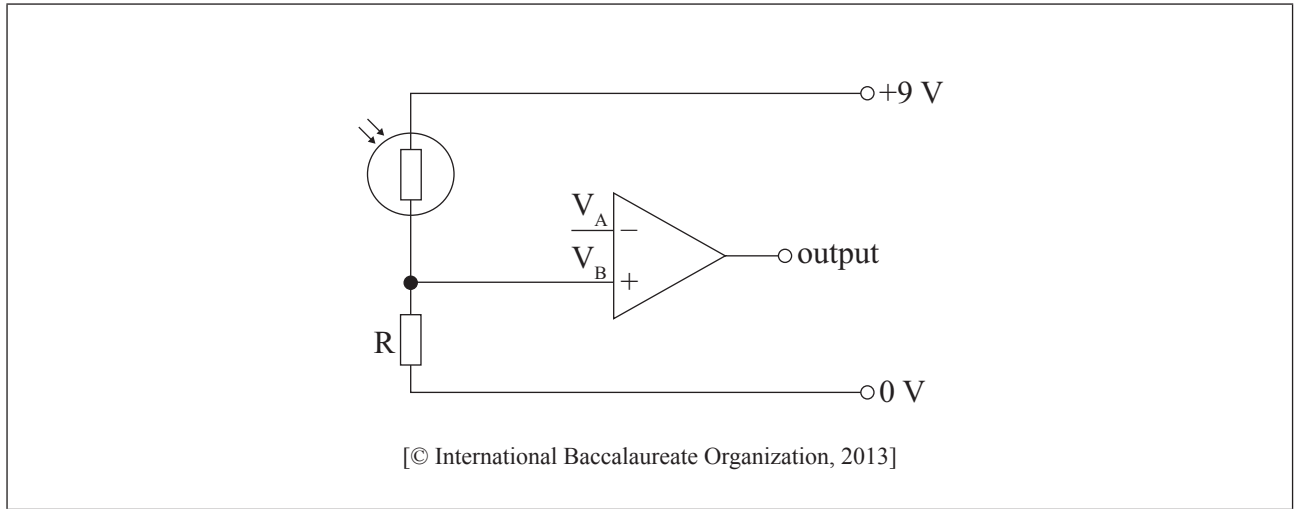 +9 V
V_A
−
V_B
+
output
R
0 V
[© International Baccalaureate Organization, 2013]